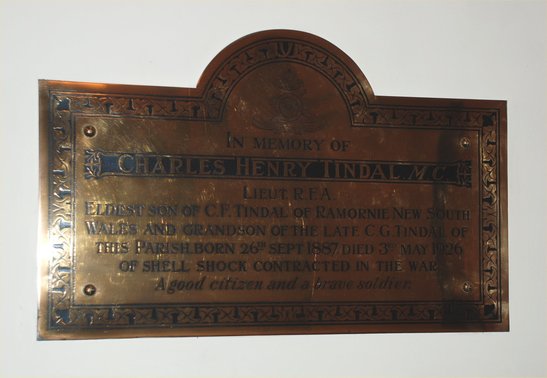 IN MEMORY OF
CHARLES HENRY TINDAL, M.C.
LIEUT. R.F.A.
ELDEST SON OF C.F. TINDAL OF RAMORNIE NEW SOUTH
WALES AND GRANDSON OF THE LATE C.G. TINDAL OF
THIS PARISH. BORN 26TH SEPT 1887. DIED 3RD MAY 1926
OF SHELL SHOCK CONTRACTED IN THE WAR.
A good citizen and a brave soldier.